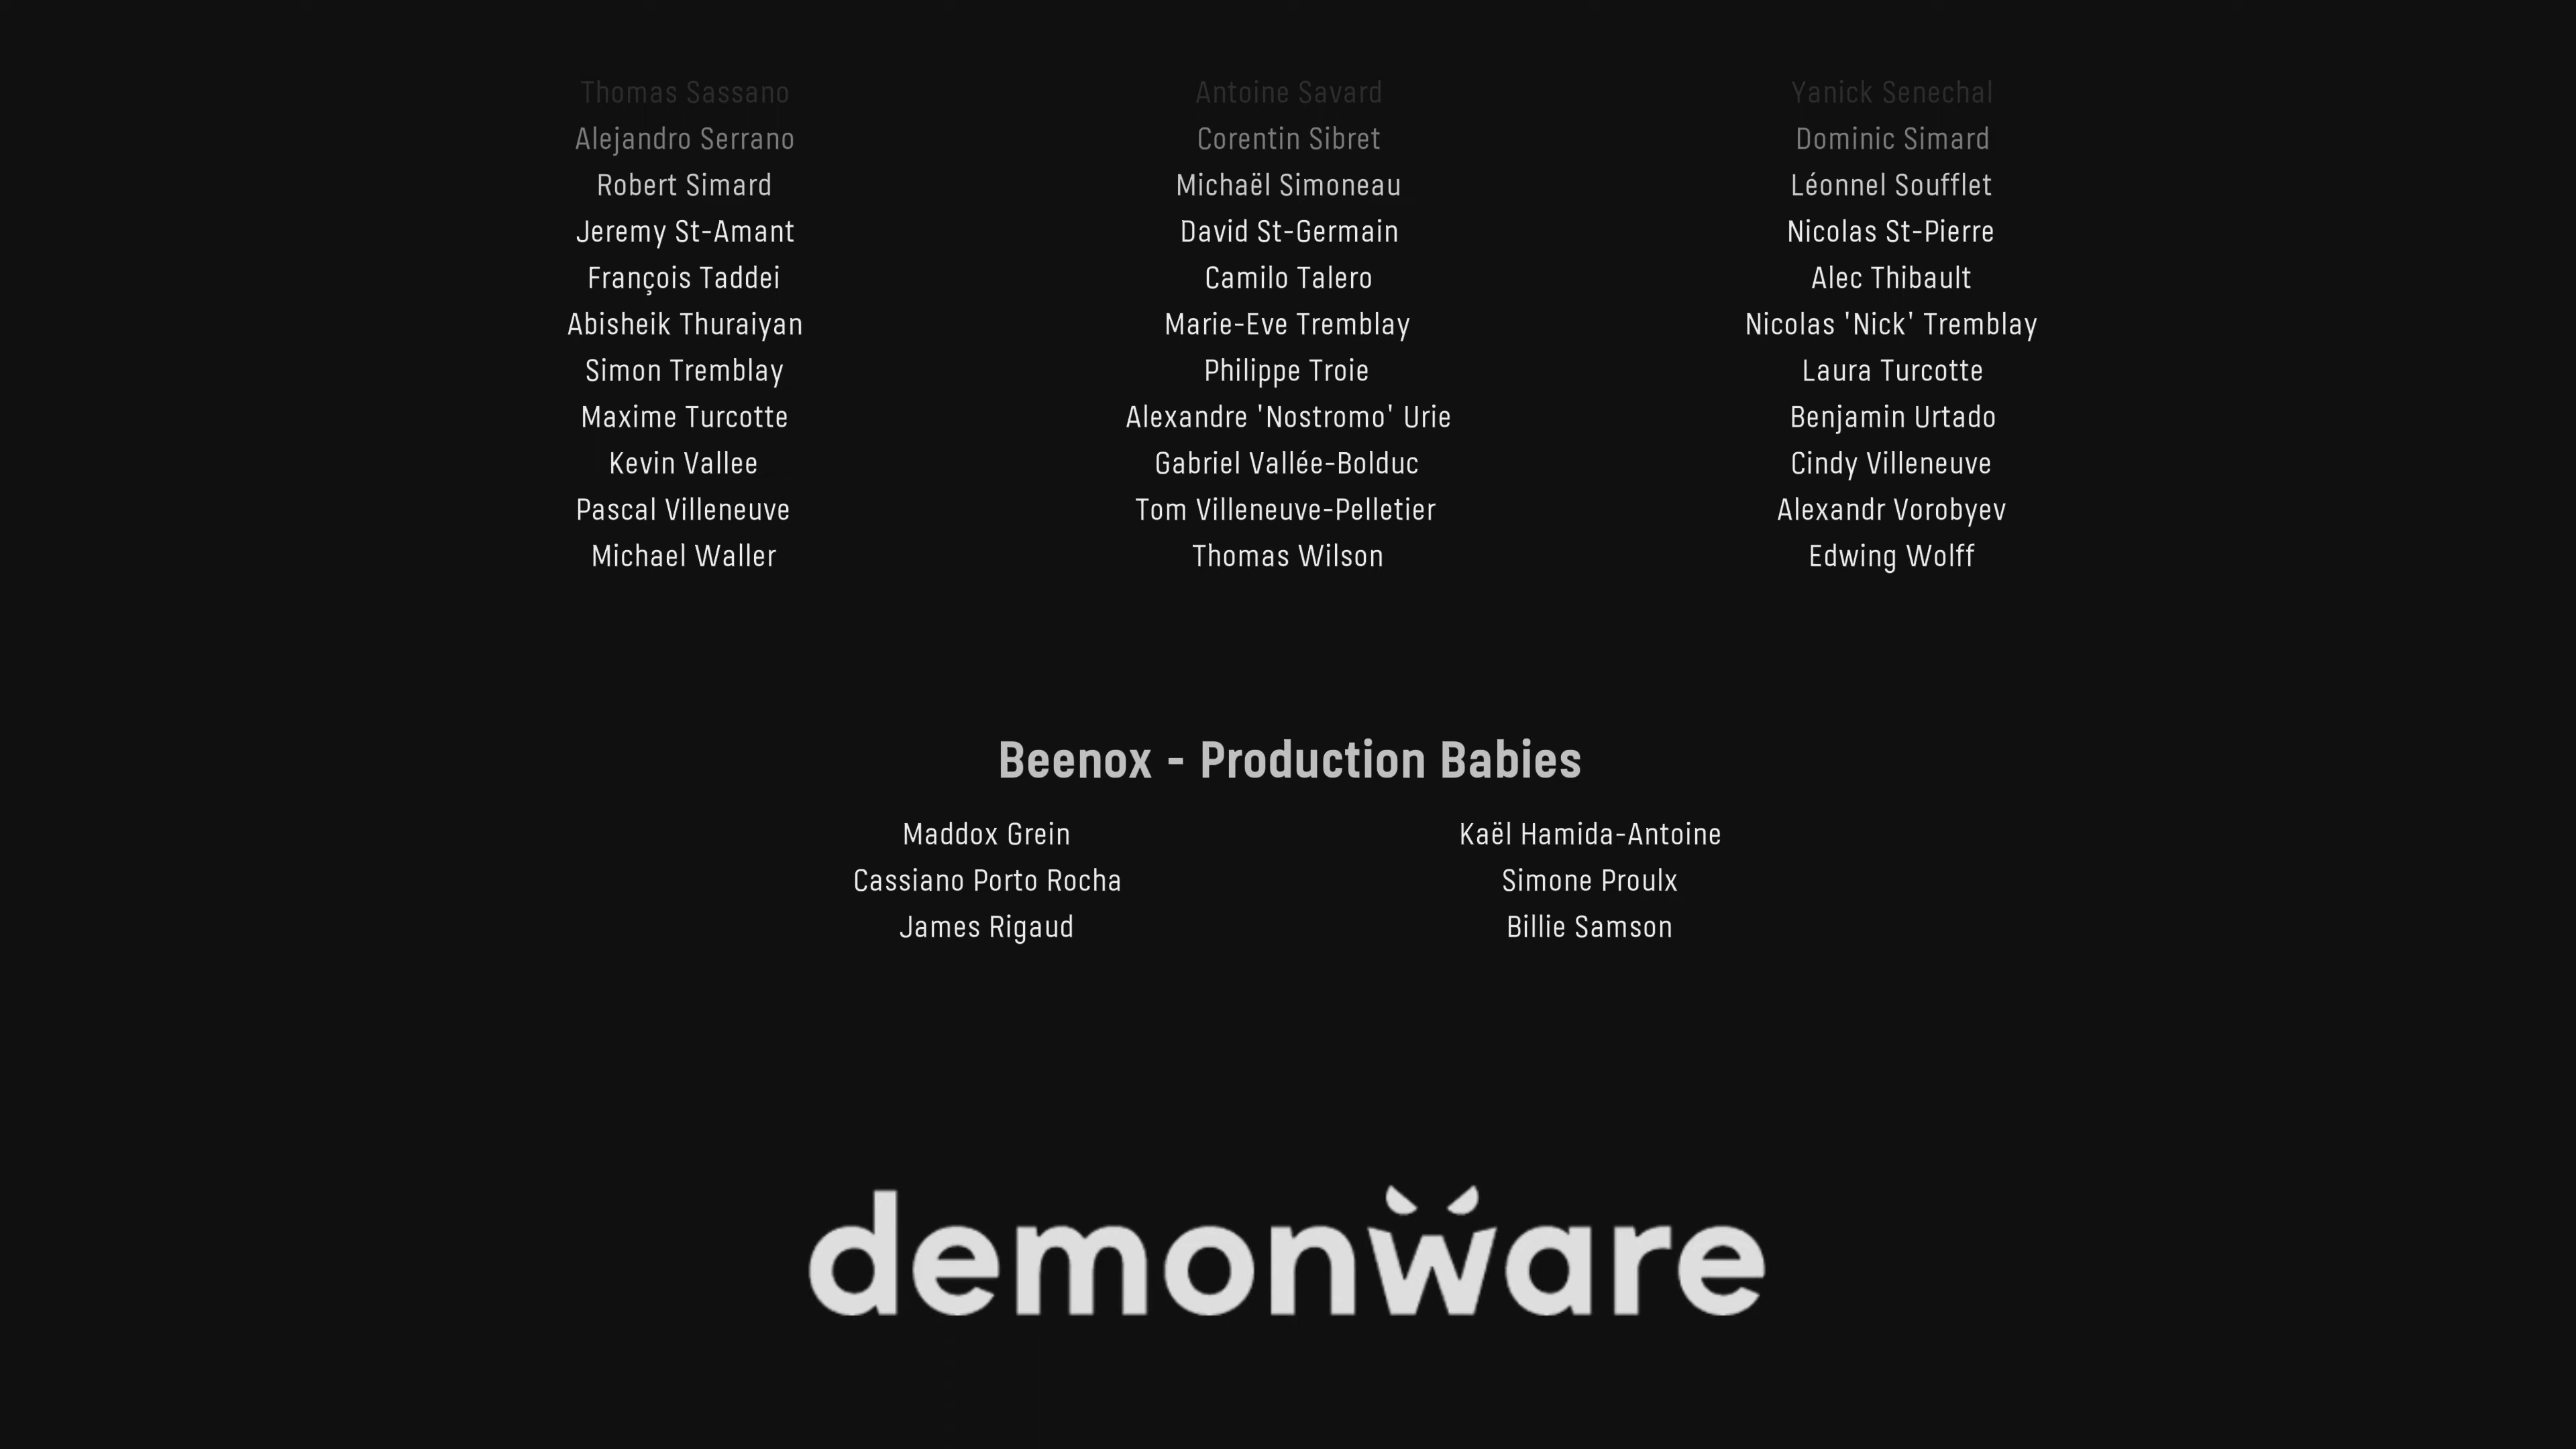 Thomas Sassano Antoine Savard Yanick Senechal
Alejandro Serrano Corentin Sibret Dominic Simard
Robert Simard Michaël Simoneau Léonnel Soufflet
Jeremy St-Amant David St-Germain Nicolas St-Pierre
François Taddei Camilo Talero Alec Thibault
Abisheik Thuraiyan Marie-Eve Tremblay Nicolas 'Nick' Tremblay
Simon Tremblay Philippe Troie Laura Turcotte
Maxime Turcotte Alexandre 'Nostromo' Urie Benjamin Urtado
Kevin Vallee Gabriel Vallée-Bolduc Cindy Villeneuve
Pascal Villeneuve Tom Villeneuve-Pelletier Alexandr Vorobyev
Michael Waller Thomas Wilson Edwing Wolff
Beenox - Production Babies
Maddox Grein Kaël Hamida-Antoine
Cassiano Porto Rocha Simone Proulx
James Rigaud Billie Samson
demonware